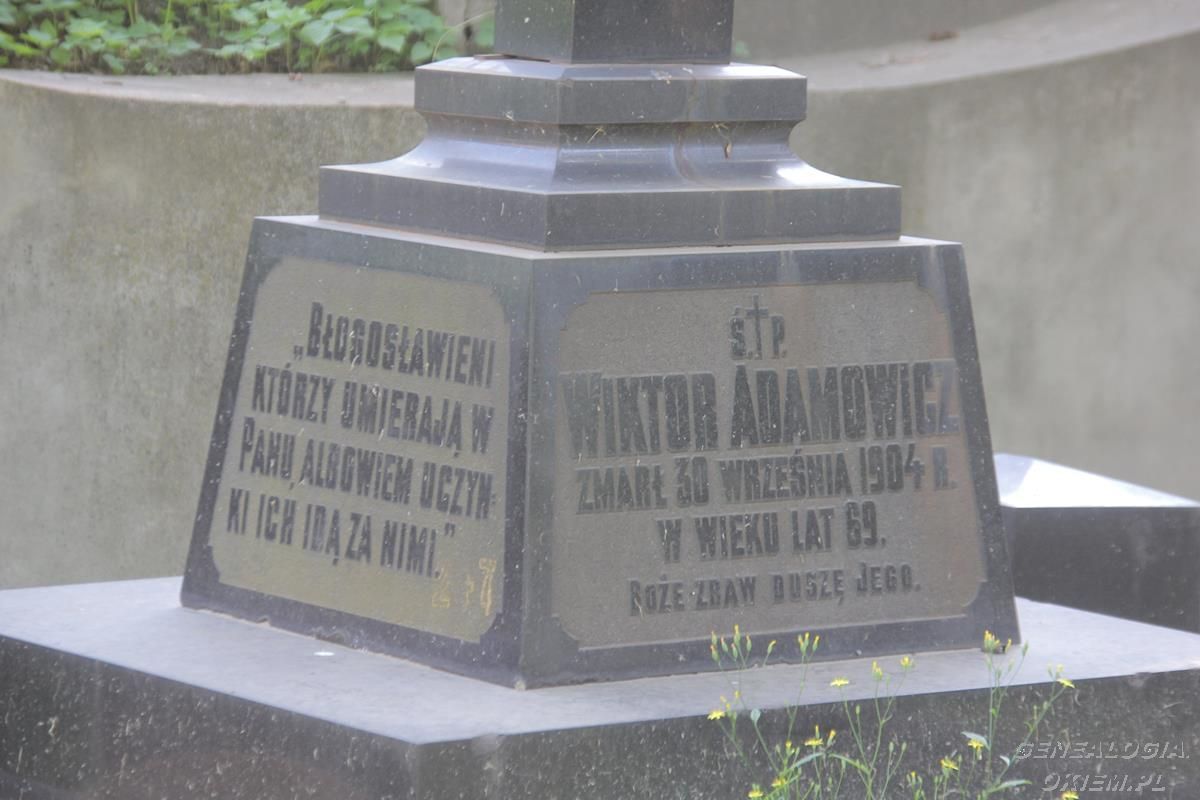 „BŁOGOSŁAWIENI
KTÓRZY UMIERAJĄ W
PANU, ALBOWIEM UCZYN-
KI ICH IDĄ ZA NIMI.”
247
Ś.†P.
WIKTOR ADAMOWICZ
ZMARŁ 30 WRZEŚNIA 1904 R.
W WIEKU LAT 69.
BOŻE ZBAW DUSZĘ JEGO.
GENEALOGIA
OKIEM.PL